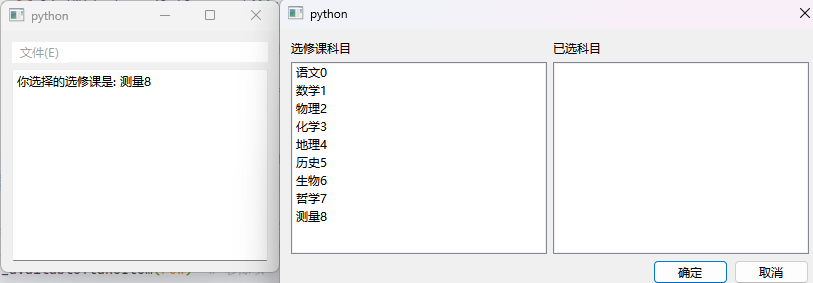 python
文件(E)
你选择的选修课是: 测量8
python
选修课科目
已选科目
语文0
数学1
物理2
化学3
地理4
历史5
生物6
哲学7
测量8
确定
取消